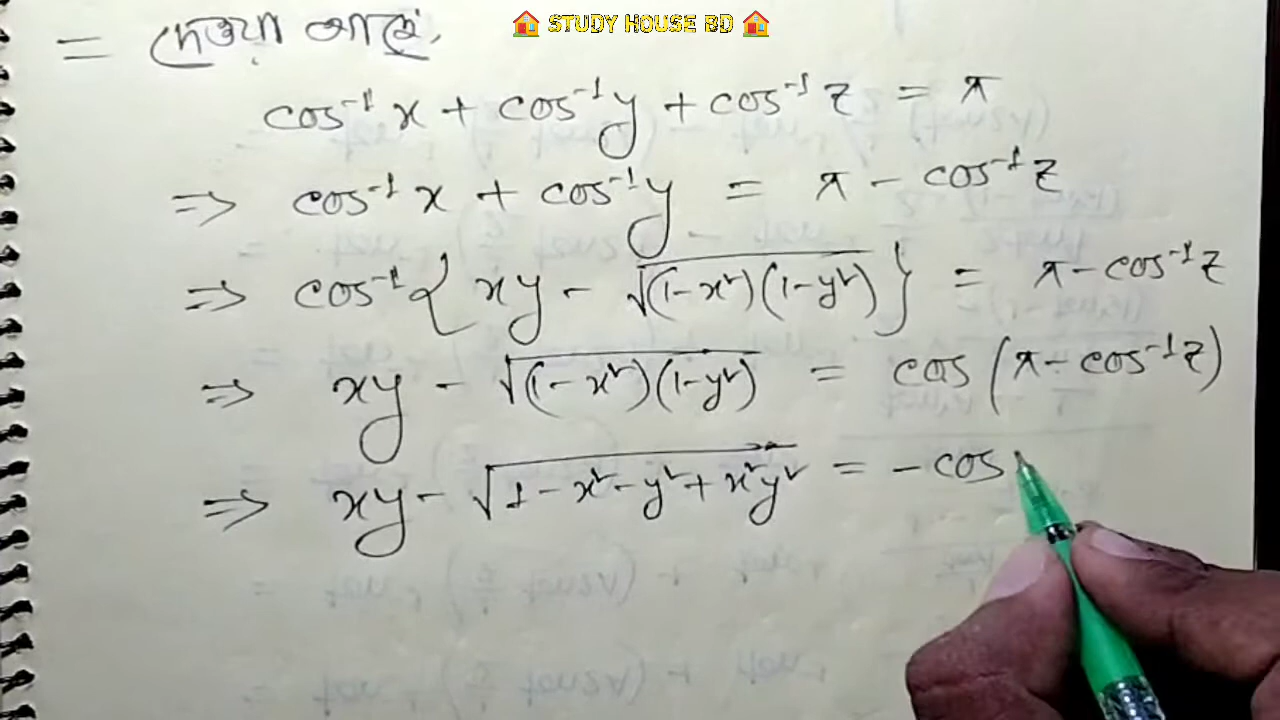 🏠 STUDY HOUSE BD 🏠
= দেওয়া আছে,
cos⁻¹x + cos⁻¹y + cos⁻¹z = π
⇒ cos⁻¹x + cos⁻¹y = π - cos⁻¹z
⇒ cos⁻¹{xy - √((1-x²)(1-y²))} = π - cos⁻¹z
⇒ xy - √((1-x²)(1-y²)) = cos(π - cos⁻¹z)
⇒ xy - √(1-x²-y²+x²y²) = -cos